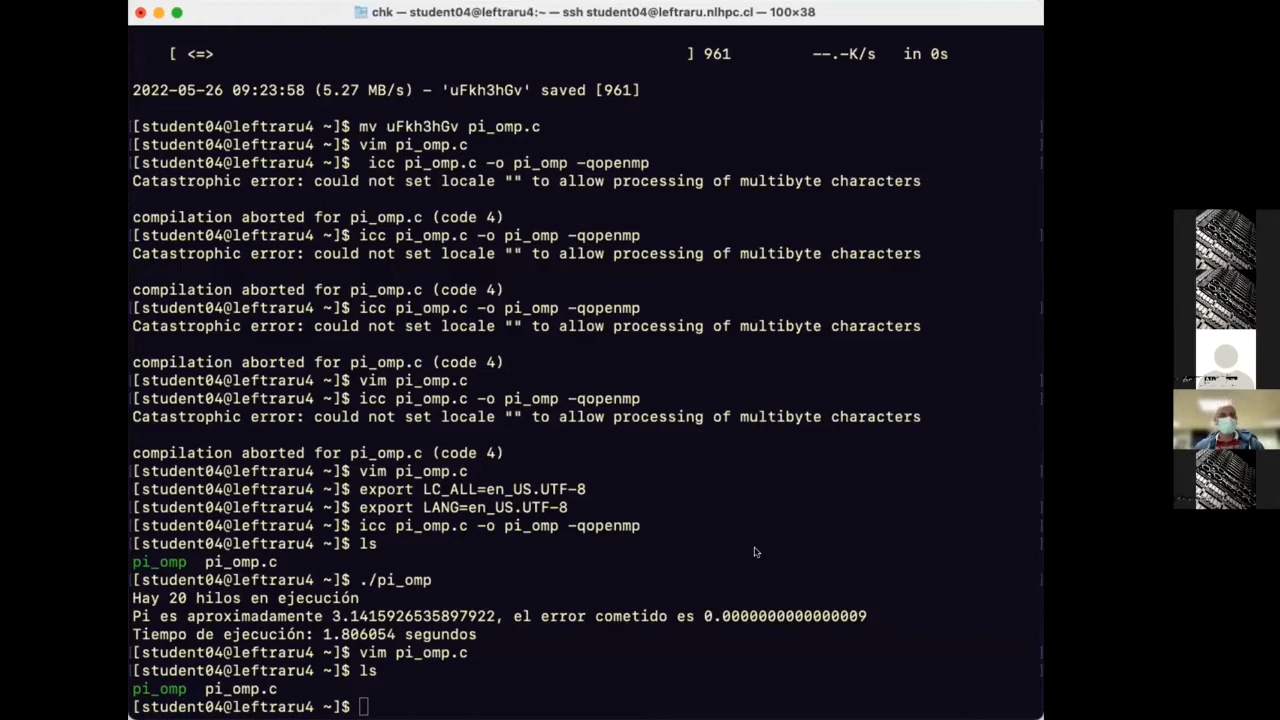 chk — student04@leftraru4:~ — ssh student04@leftraru.nlhpc.cl — 100×38
[ <=> ] 961 --.-K/s in 0s
2022-05-26 09:23:58 (5.27 MB/s) - 'uFkh3hGv' saved [961]
[student04@leftraru4 ~]$ mv uFkh3hGv pi_omp.c
[student04@leftraru4 ~]$ vim pi_omp.c
[student04@leftraru4 ~]$  icc pi_omp.c -o pi_omp -qopenmp
Catastrophic error: could not set locale "" to allow processing of multibyte characters
compilation aborted for pi_omp.c (code 4)
[student04@leftraru4 ~]$ icc pi_omp.c -o pi_omp -qopenmp
Catastrophic error: could not set locale "" to allow processing of multibyte characters
compilation aborted for pi_omp.c (code 4)
[student04@leftraru4 ~]$ icc pi_omp.c -o pi_omp -qopenmp
Catastrophic error: could not set locale "" to allow processing of multibyte characters
compilation aborted for pi_omp.c (code 4)
[student04@leftraru4 ~]$ vim pi_omp.c
[student04@leftraru4 ~]$ icc pi_omp.c -o pi_omp -qopenmp
Catastrophic error: could not set locale "" to allow processing of multibyte characters
compilation aborted for pi_omp.c (code 4)
[student04@leftraru4 ~]$ vim pi_omp.c
[student04@leftraru4 ~]$ export LC_ALL=en_US.UTF-8
[student04@leftraru4 ~]$ export LANG=en_US.UTF-8
[student04@leftraru4 ~]$ icc pi_omp.c -o pi_omp -qopenmp
[student04@leftraru4 ~]$ ls
pi_omp  pi_omp.c
[student04@leftraru4 ~]$ ./pi_omp
Hay 20 hilos en ejecución
Pi es aproximadamente 3.1415926535897922, el error cometido es 0.0000000000000009
Tiempo de ejecución: 1.806054 segundos
[student04@leftraru4 ~]$ vim pi_omp.c
[student04@leftraru4 ~]$ ls
pi_omp  pi_omp.c
[student04@leftraru4 ~]$